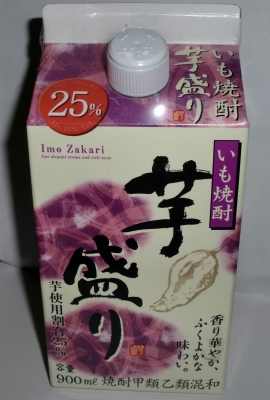 いも焼酎
芋盛り
25%
Imo Zakari
has elegant aroma and rich taste.
いも焼酎
芋盛り
香り華やか、
ふくよかな
味わい。
芋使用割合25%
容量
900ml 焼酎甲類乙類混和